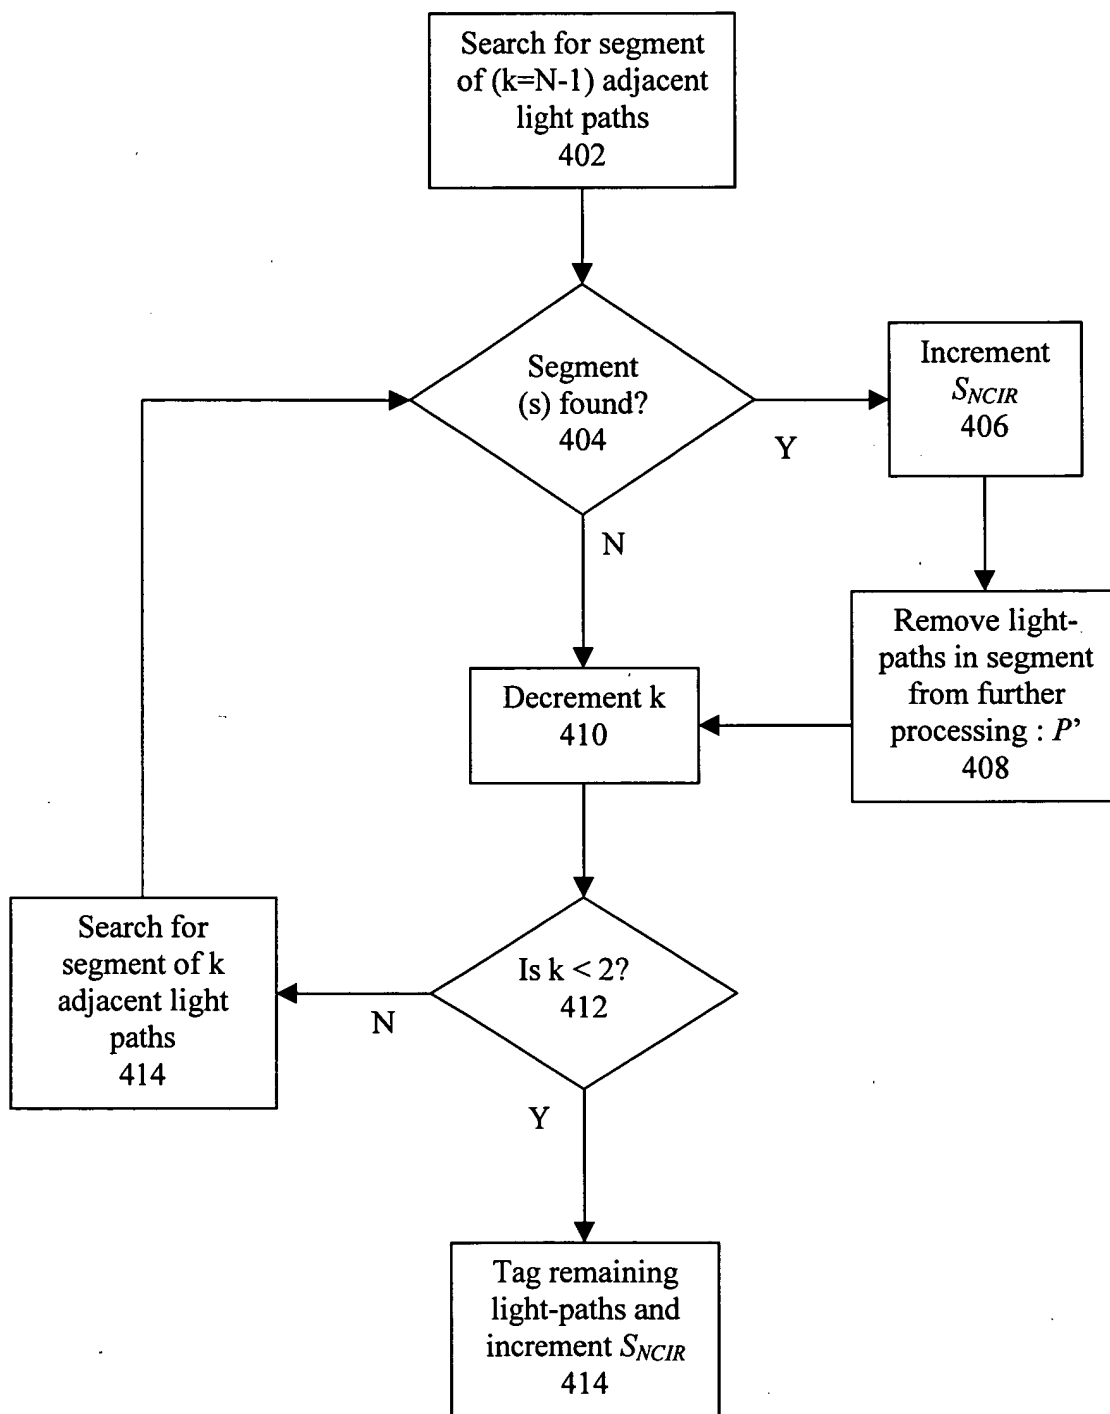 Search for segment
of (k=N-1) adjacent
light paths
402
Segment
(s) found?
404
Y
Increment
S_NCIR
406
N
Remove light-
paths in segment
from further
processing : P’
408
Decrement k
410
Is k < 2?
412
N
Search for
segment of k
adjacent light
paths
414
Y
Tag remaining
light-paths and
increment S_NCIR
414